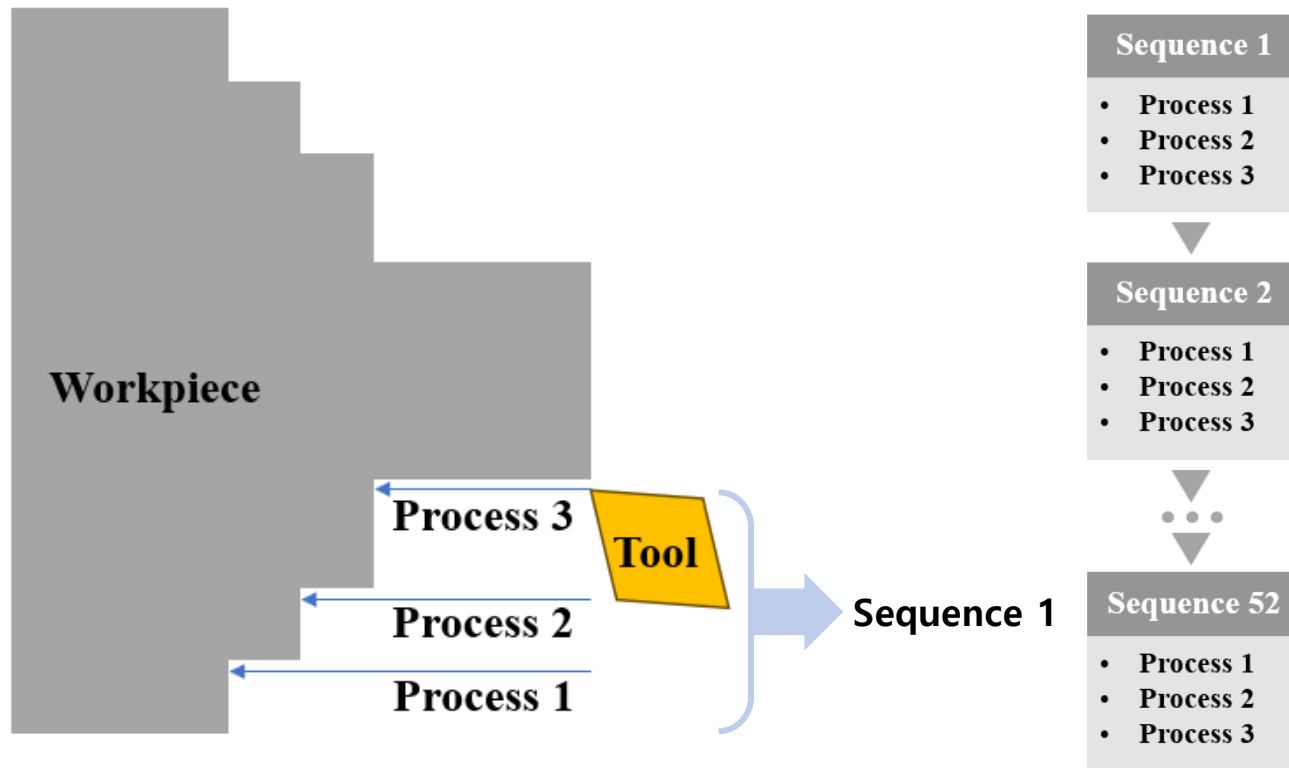 Workpiece
Process 3
Tool
Process 2
Process 1
Sequence 1
Sequence 1
• Process 1
• Process 2
• Process 3
Sequence 2
• Process 1
• Process 2
• Process 3
Sequence 52
• Process 1
• Process 2
• Process 3